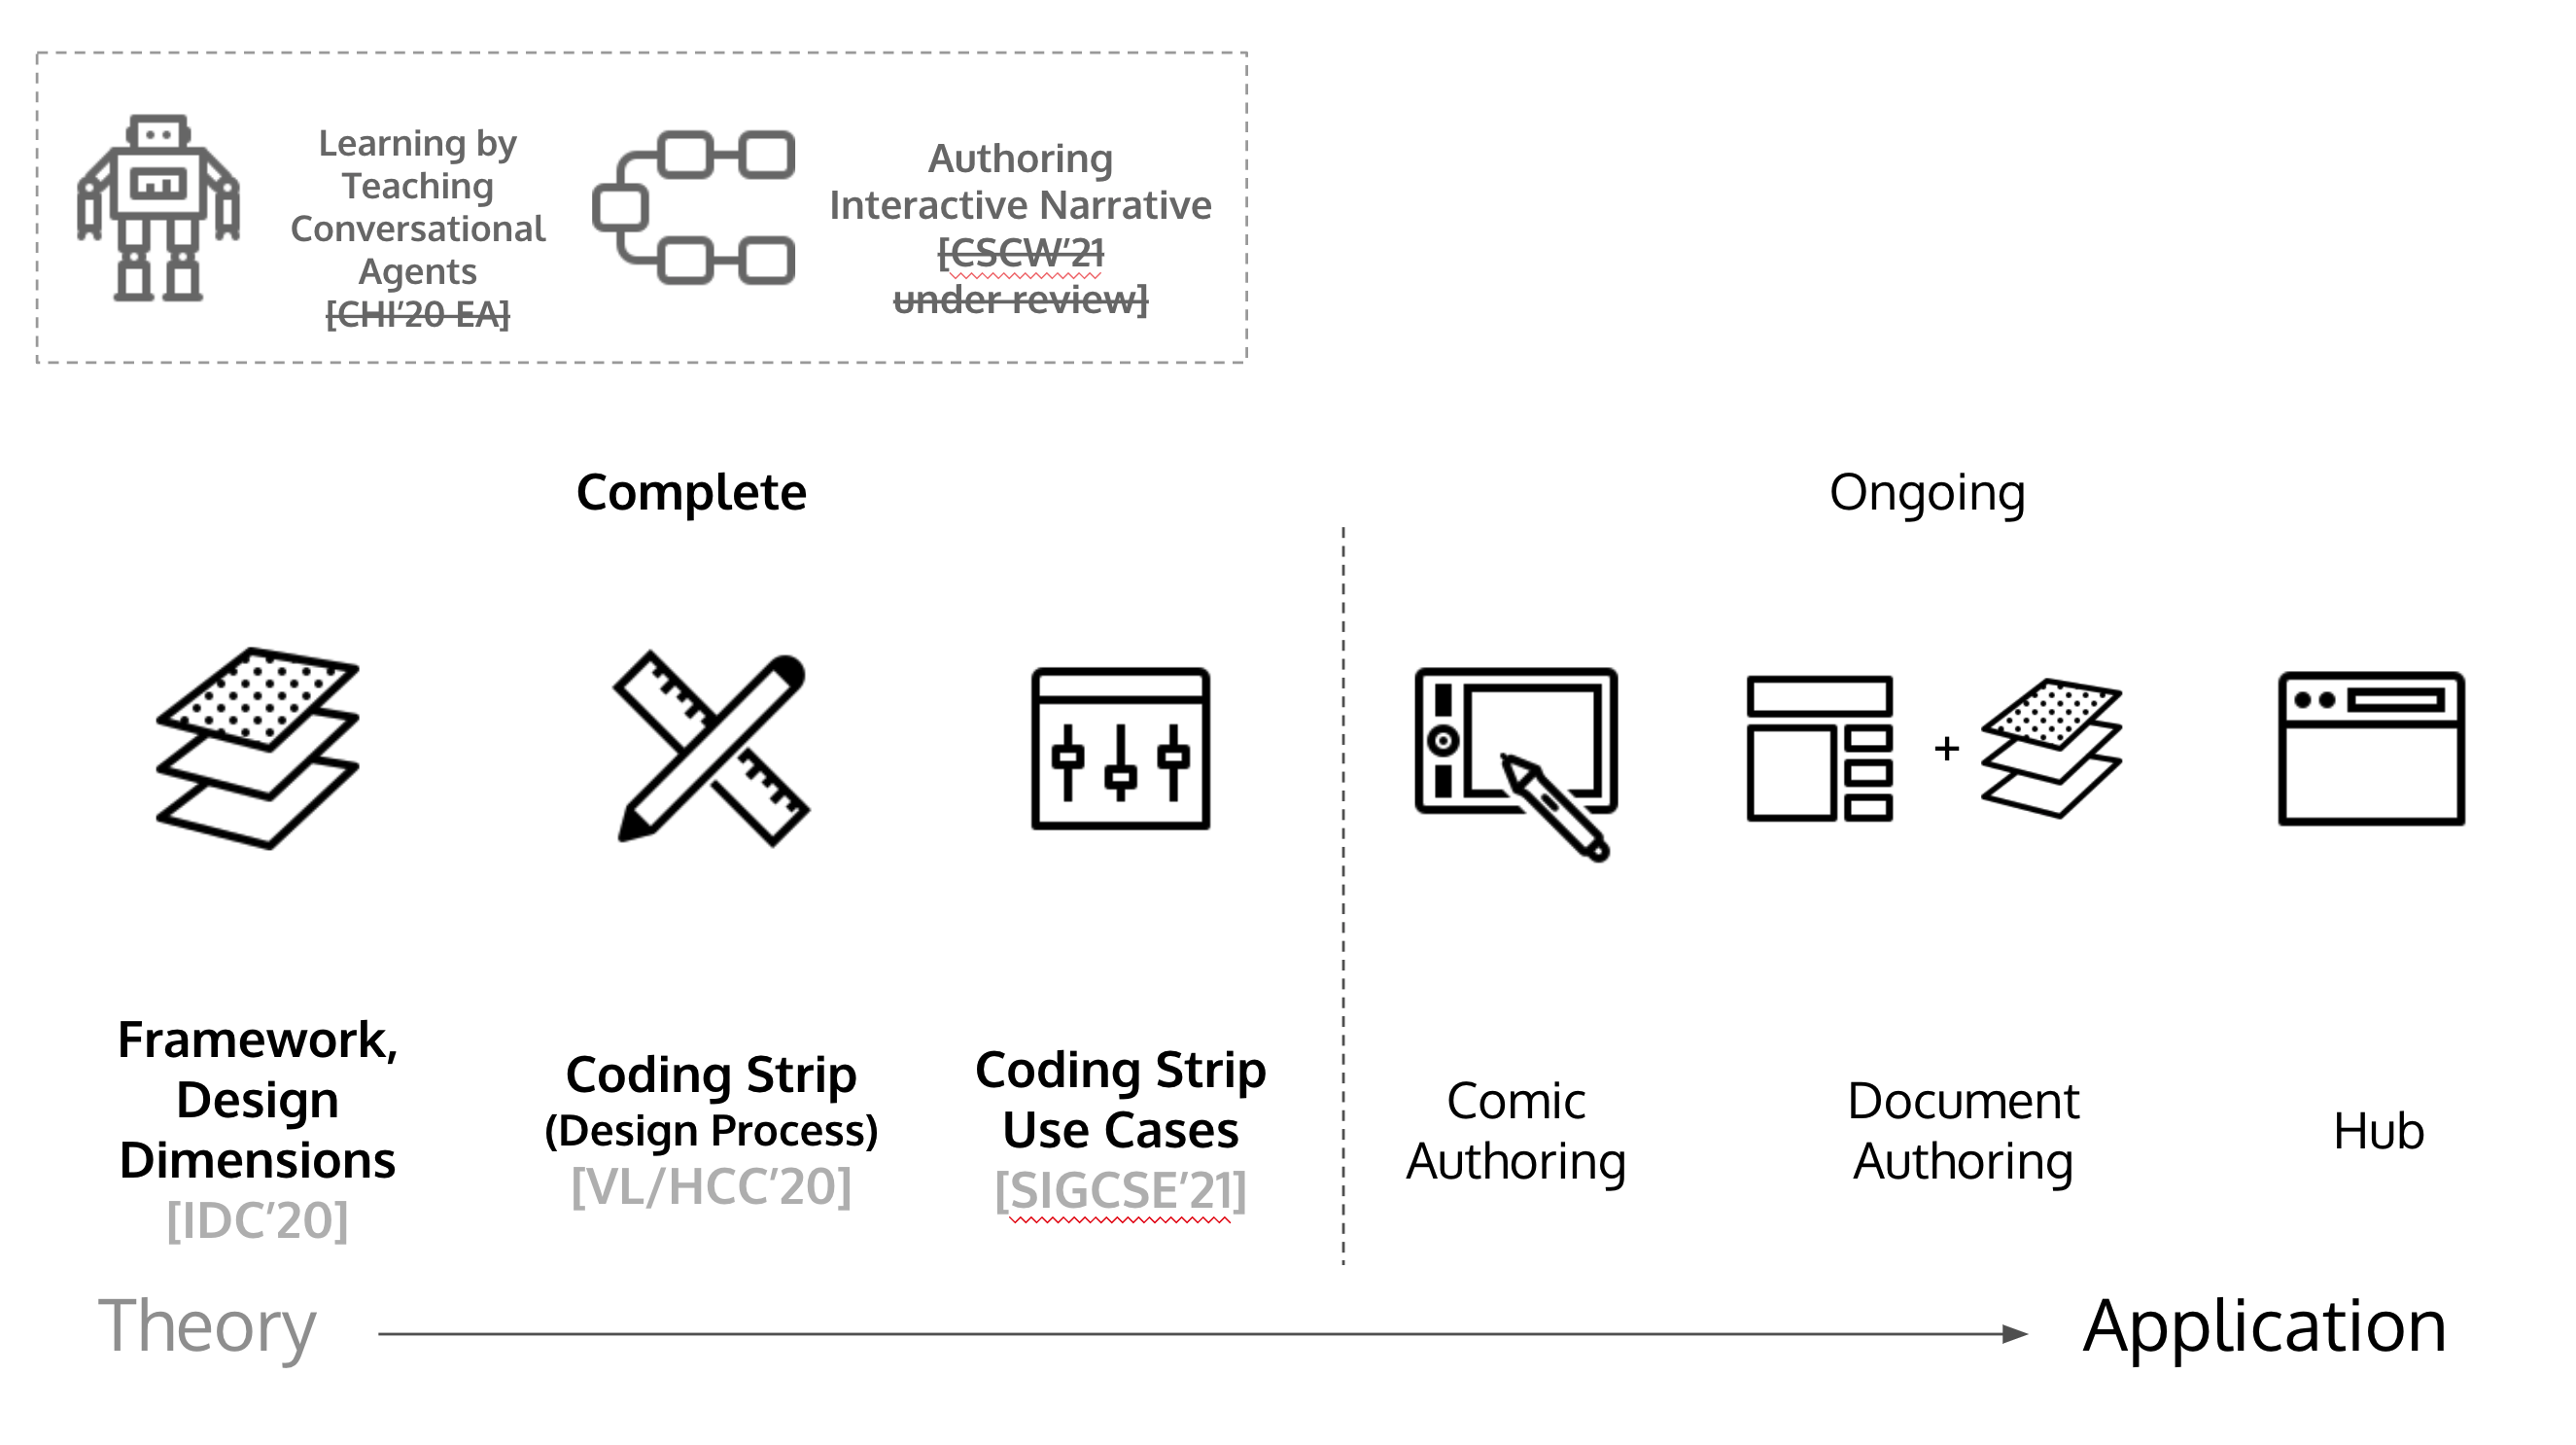 Learning by
Teaching
Conversational
Agents
[CHI’20 EA]
Authoring
Interactive Narrative
[CSCW’21
under review]
Complete
Ongoing
+
Framework,
Design
Dimensions
[IDC’20]
Coding Strip
(Design Process)
[VL/HCC’20]
Coding Strip
Use Cases
[SIGCSE’21]
Comic
Authoring
Document
Authoring
Hub
Theory
Application